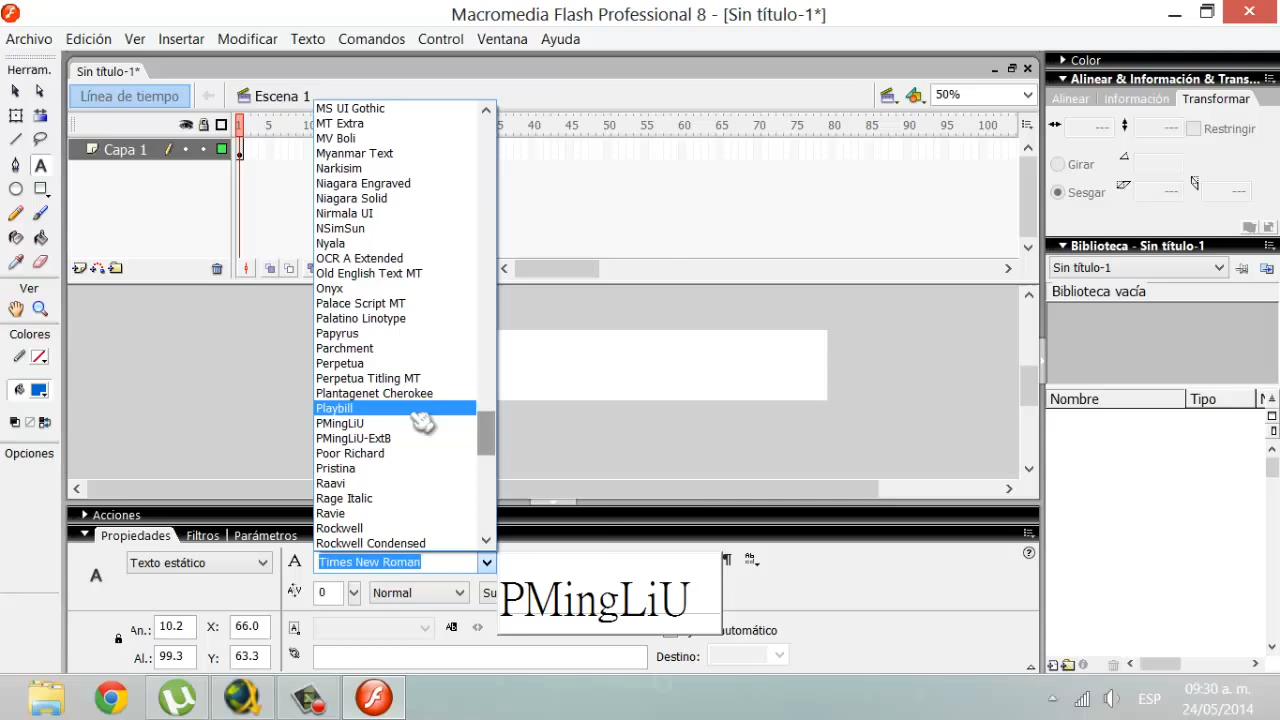 Macromedia Flash Professional 8 - [Sin título-1*]
Archivo Edición Ver Insertar Modificar Texto Comandos Control Ventana Ayuda
Herram.
Sin título-1*
Línea de tiempo
Escena 1
50%
1 5 10 35 40 45 50 55 60 65 70 75 80 85 90 95 100
Capa 1
MS UI Gothic
MT Extra
MV Boli
Myanmar Text
Narkisim
Niagara Engraved
Niagara Solid
Nirmala UI
NSimSun
Nyala
OCR A Extended
Old English Text MT
Onyx
Palace Script MT
Palatino Linotype
Papyrus
Parchment
Perpetua
Perpetua Titling MT
Plantagenet Cherokee
Playbill
PMingLiU
PMingLiU-ExtB
Poor Richard
Pristina
Raavi
Rage Italic
Ravie
Rockwell
Rockwell Condensed
Times New Roman
PMingLiU
Ver
Colores
Opciones
Color
Alinear & Información & Trans...
Alinear Información Transformar
--- --- Restringir
Girar
Sesgar --- ---
Biblioteca - Sin título-1
Sin título-1
Biblioteca vacía
Nombre Tipo
Acciones
Propiedades Filtros Parámetros
Texto estático
A
0 Normal Su
An.: 10.2 X: 66.0
Al.: 99.3 Y: 63.3
automático
Destino:
ESP
09:30 a. m.
24/05/2014